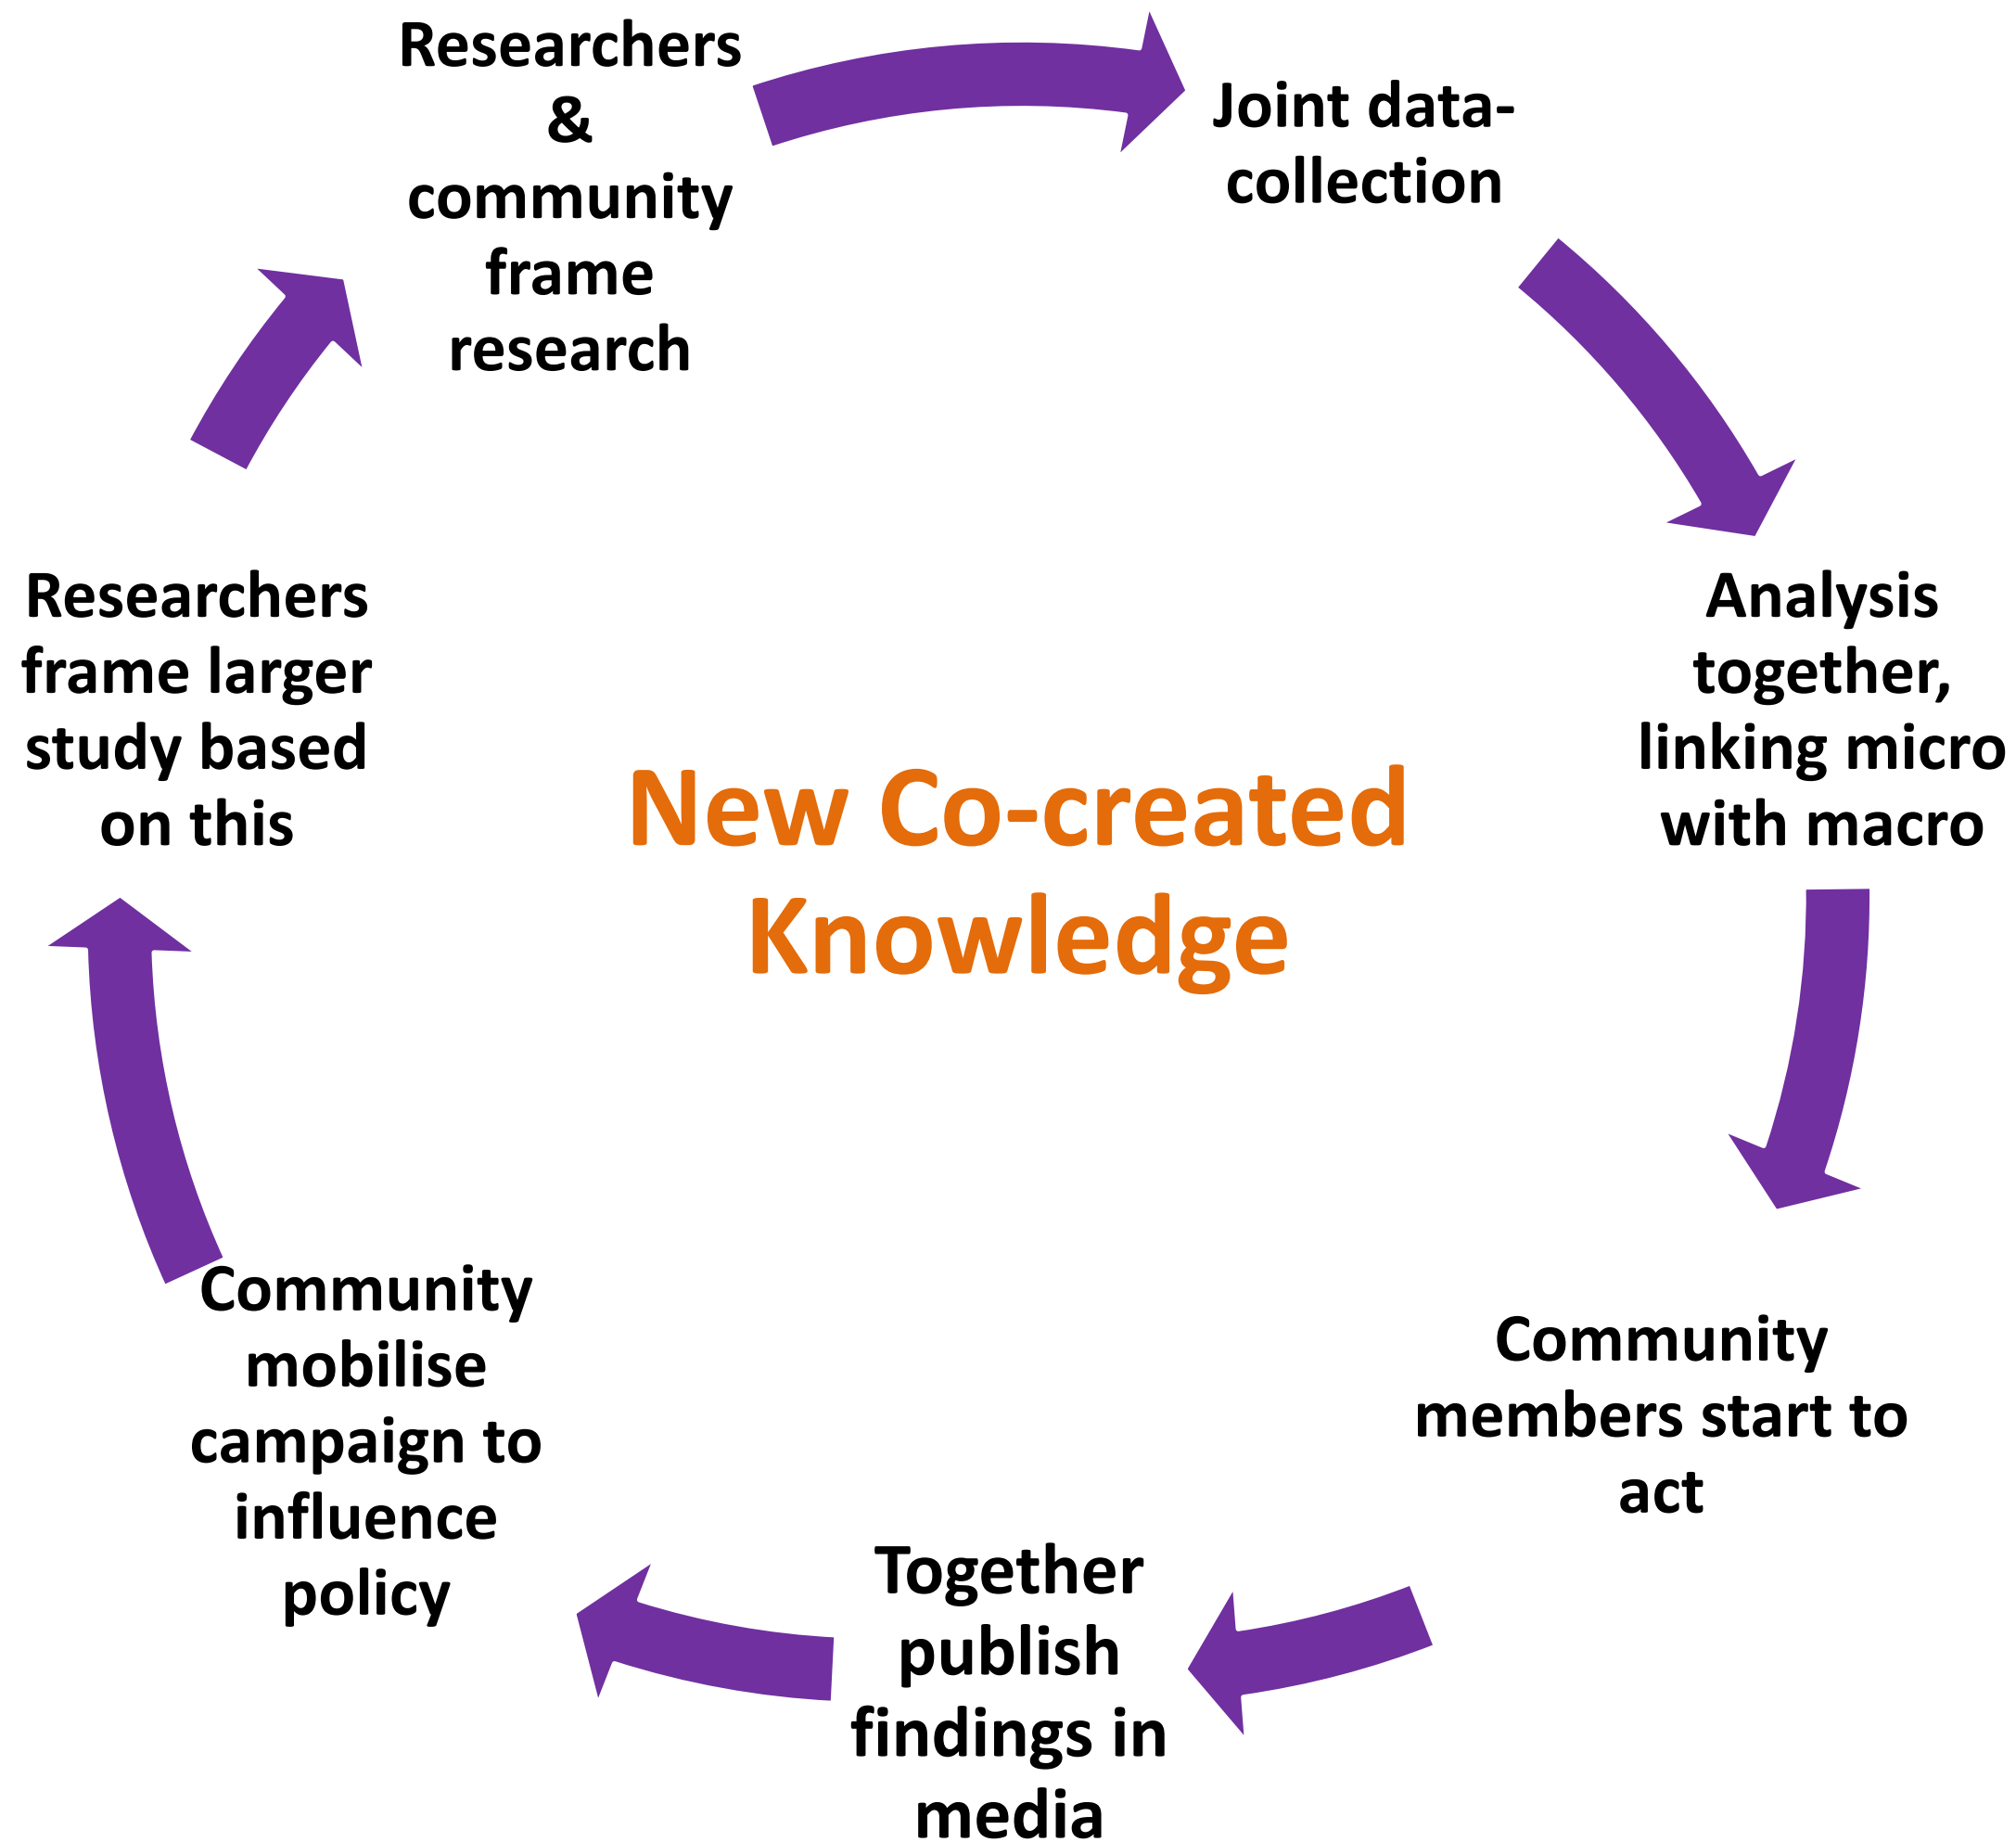 Researchers
&
community
frame
research
Joint data-
collection
Analysis
together,
linking micro
with macro
Community
members start to
act
Together
publish
findings in
media
Community
mobilise
campaign to
influence
policy
Researchers
frame larger
study based
on this
New Co-created
Knowledge